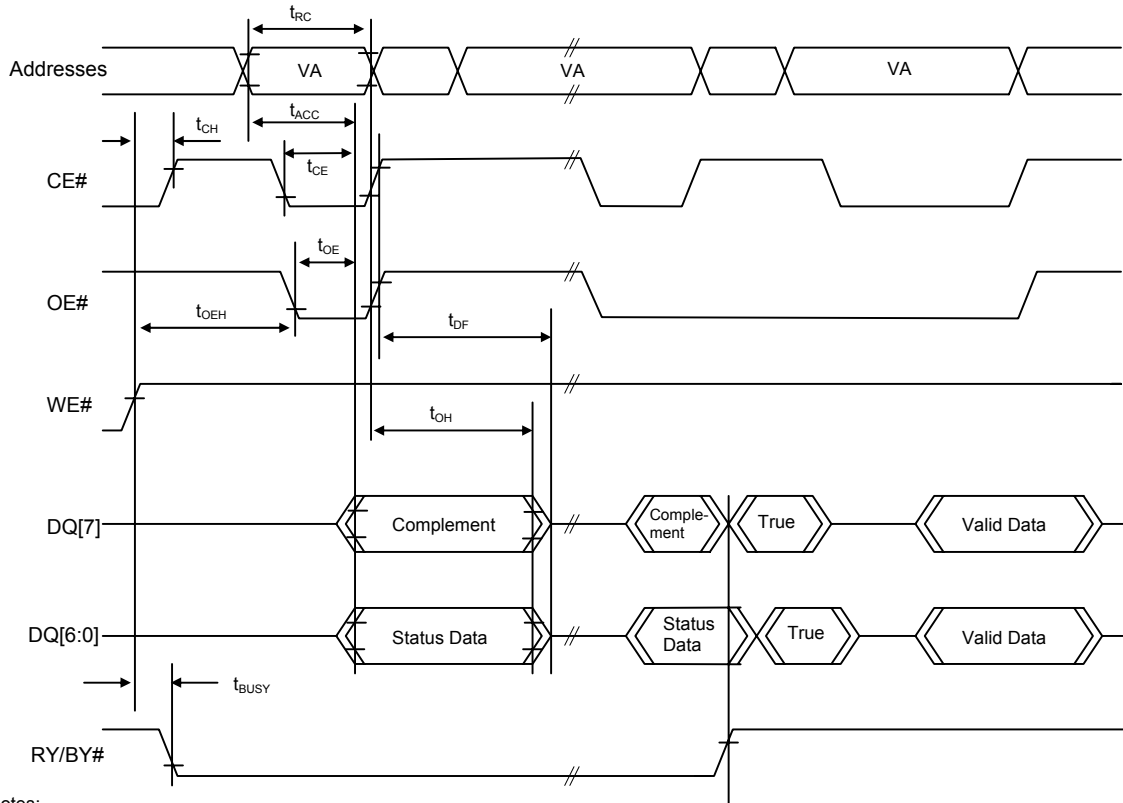 tRC
Addresses VA VA VA
tACC
tCH
tCE
CE#
tOE
OE#
tOEH
tDF
WE#
tOH
DQ[7] Complement Comple-
ment True Valid Data
DQ[6:0] Status Data Status
Data True Valid Data
tBUSY
RY/BY#